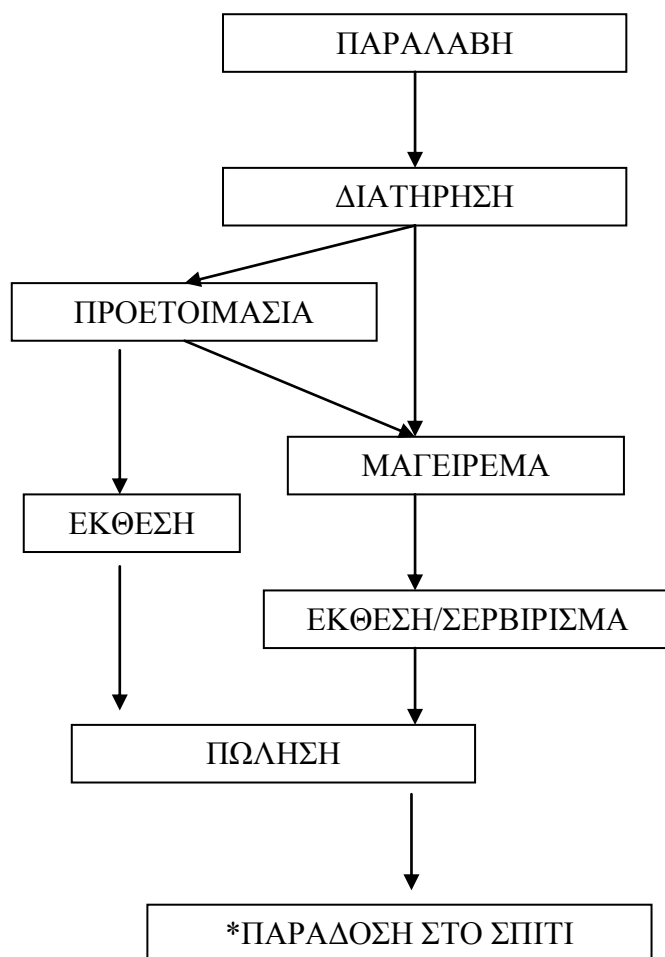 ΠΑΡΑΛΑΒΗ
ΔΙΑΤΗΡΗΣΗ
ΠΡΟΕΤΟΙΜΑΣΙΑ
ΜΑΓΕΙΡΕΜΑ
ΕΚΘΕΣΗ
ΕΚΘΕΣΗ/ΣΕΡΒΙΡΙΣΜΑ
ΠΩΛΗΣΗ
*ΠΑΡΑΔΟΣΗ ΣΤΟ ΣΠΙΤΙ